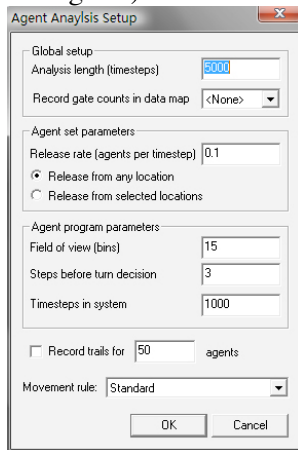 Agent Anaylsis Setup
Global setup
Analysis length (timesteps) 5000
Record gate counts in data map <None>
Agent set parameters
Release rate (agents per timestep) 0.1
Release from any location
Release from selected locations
Agent program parameters
Field of view (bins) 15
Steps before turn decision 3
Timesteps in system 1000
Record trails for 50 agents
Movement rule: Standard
OK Cancel